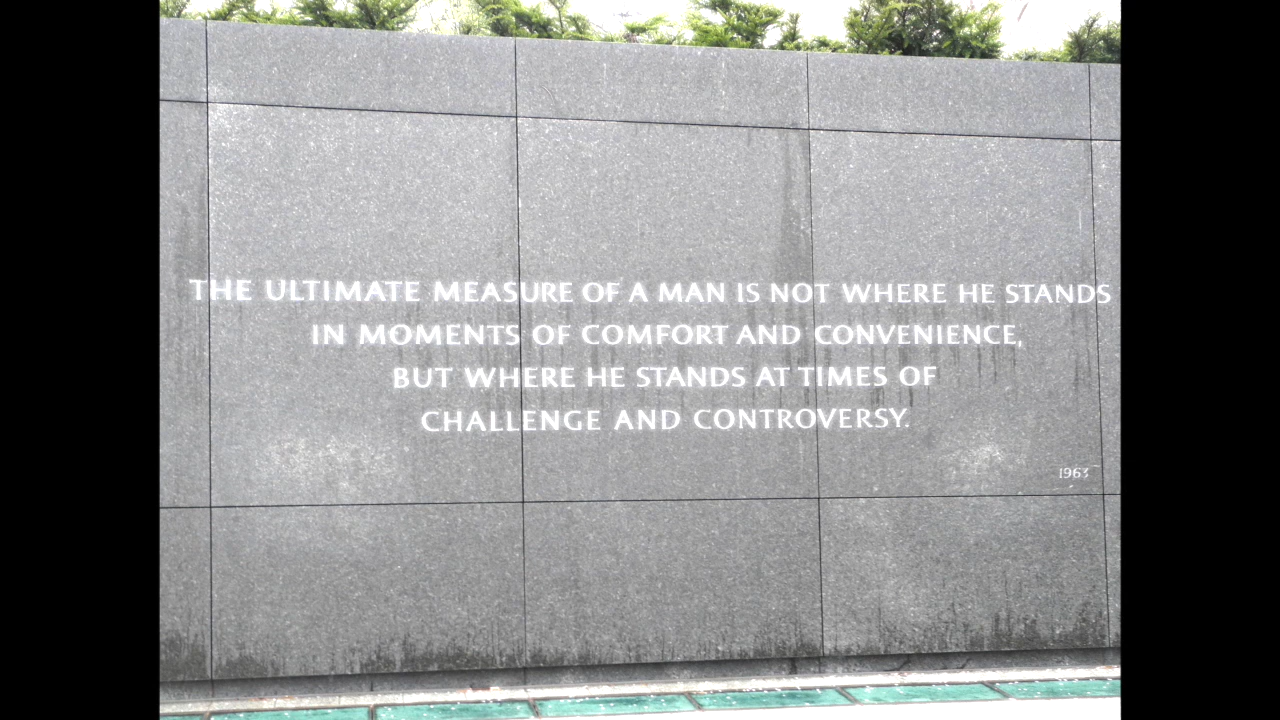 THE ULTIMATE MEASURE OF A MAN IS NOT WHERE HE STANDS
IN MOMENTS OF COMFORT AND CONVENIENCE,
BUT WHERE HE STANDS AT TIMES OF
CHALLENGE AND CONTROVERSY.
1963